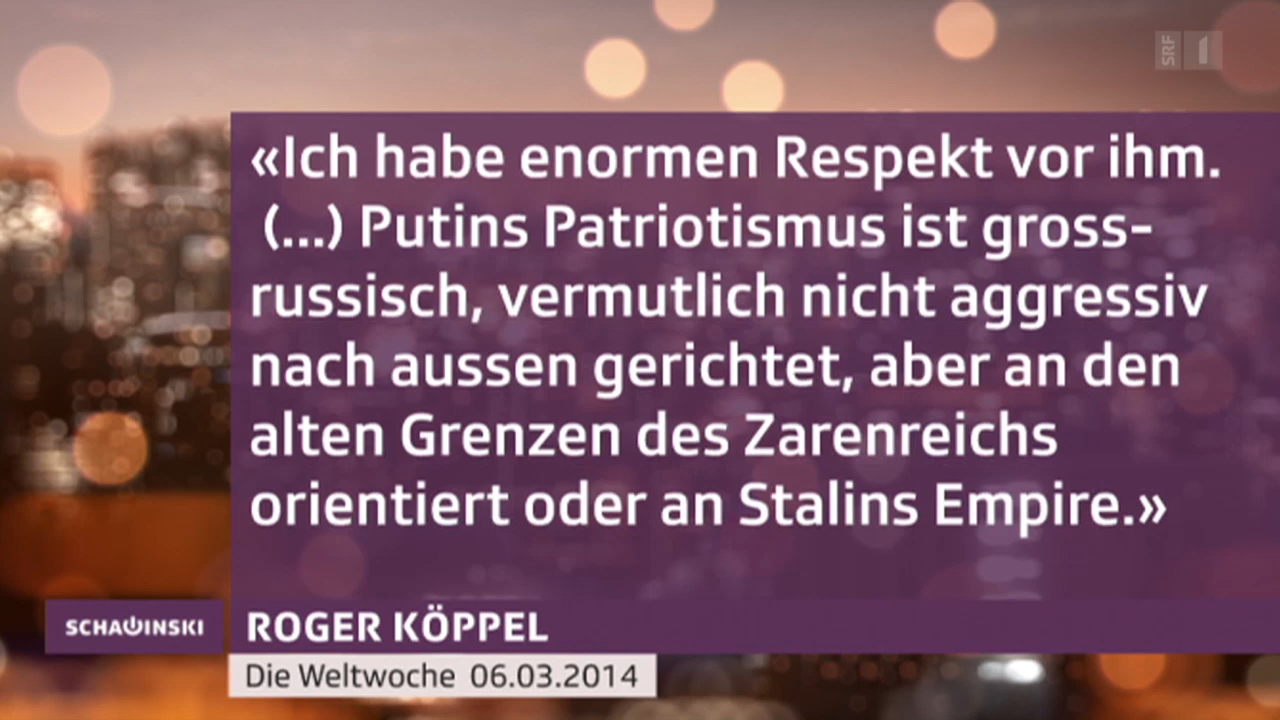 SRF 1
«Ich habe enormen Respekt vor ihm.
(...) Putins Patriotismus ist gross-
russisch, vermutlich nicht aggressiv
nach aussen gerichtet, aber an den
alten Grenzen des Zarenreichs
orientiert oder an Stalins Empire.»
SCHAWINSKI
ROGER KÖPPEL
Die Weltwoche 06.03.2014